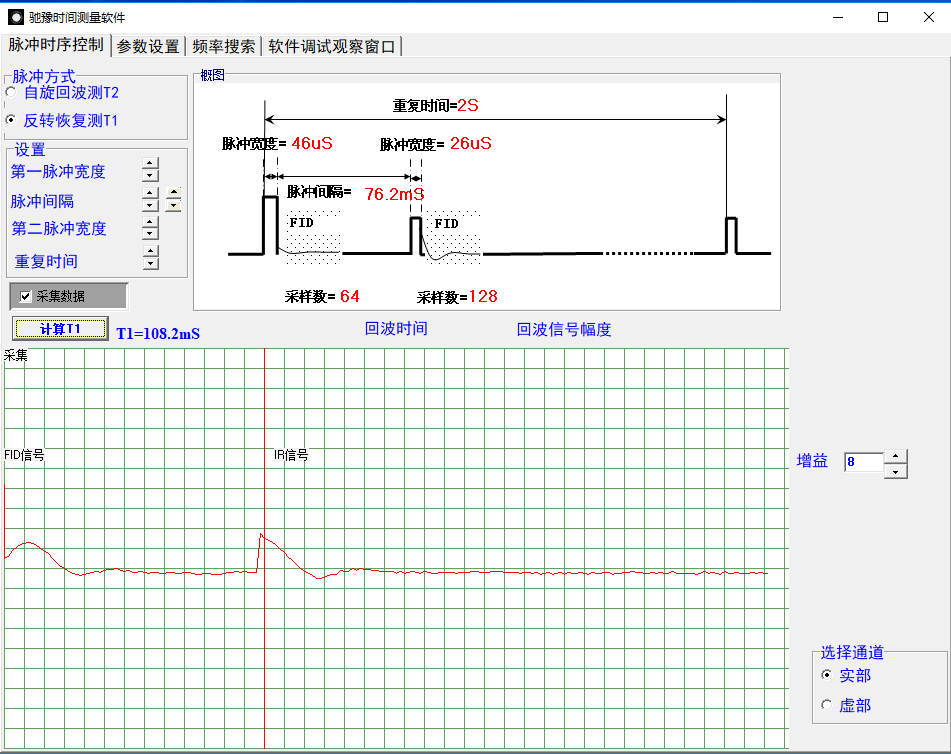 驰豫时间测量软件
脉冲时序控制 参数设置 频率搜索 软件调试观察窗口
脉冲方式
自旋回波测T2
反转恢复测T1
设置
第一脉冲宽度
脉冲间隔
第二脉冲宽度
重复时间
采集数据
计算T1
T1=108.2mS
概图
重复时间=2S
脉冲宽度= 46uS
脉冲宽度= 26uS
脉冲间隔= 76.2mS
FID
FID
采样数= 64
采样数=128
回波时间
回波信号幅度
采集
FID信号
IR信号
增益 8
选择通道
实部
虚部